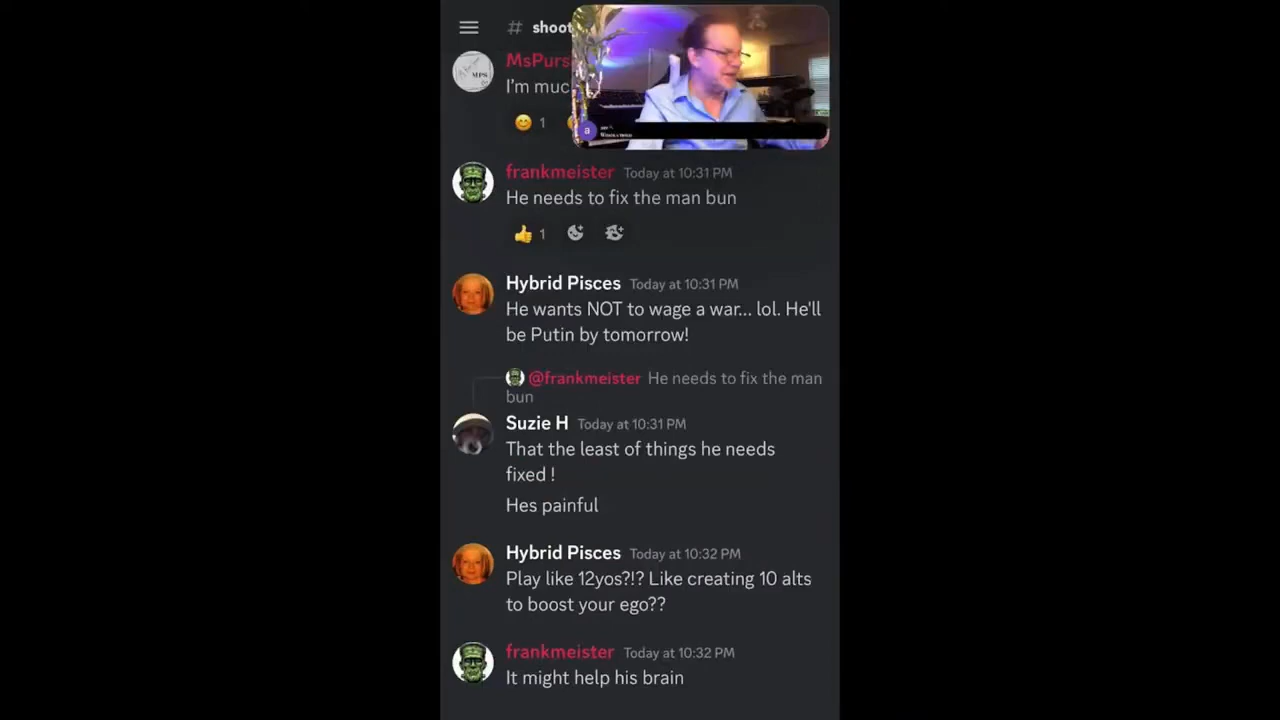 # shoot
MsPurs
I'm muc
1
frankmeister Today at 10:31 PM
He needs to fix the man bun
1
Hybrid Pisces Today at 10:31 PM
He wants NOT to wage a war... lol. He'll
be Putin by tomorrow!
@frankmeister He needs to fix the man
bun
Suzie H Today at 10:31 PM
That the least of things he needs
fixed !
Hes painful
Hybrid Pisces Today at 10:32 PM
Play like 12yos?!? Like creating 10 alts
to boost your ego??
frankmeister Today at 10:32 PM
It might help his brain